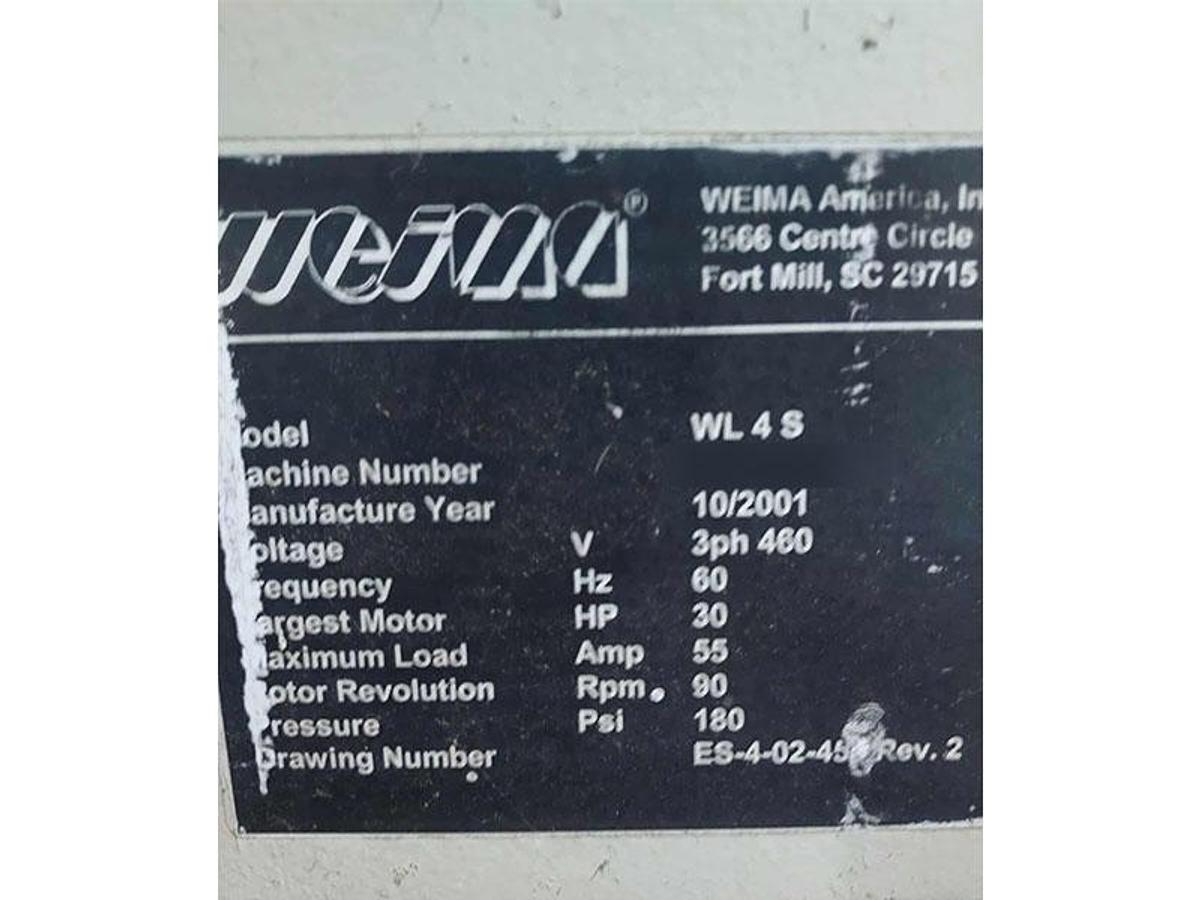 weima®
WEIMA America, In
3566 Centre Circle
Fort Mill, SC 29715
odel WL 4 S
achine Number
anufacture Year 10/2001
oltage V 3ph 460
requency Hz 60
argest Motor HP 30
aximum Load Amp 55
otor Revolution Rpm 90
ressure Psi 180
Drawing Number Rev. 2